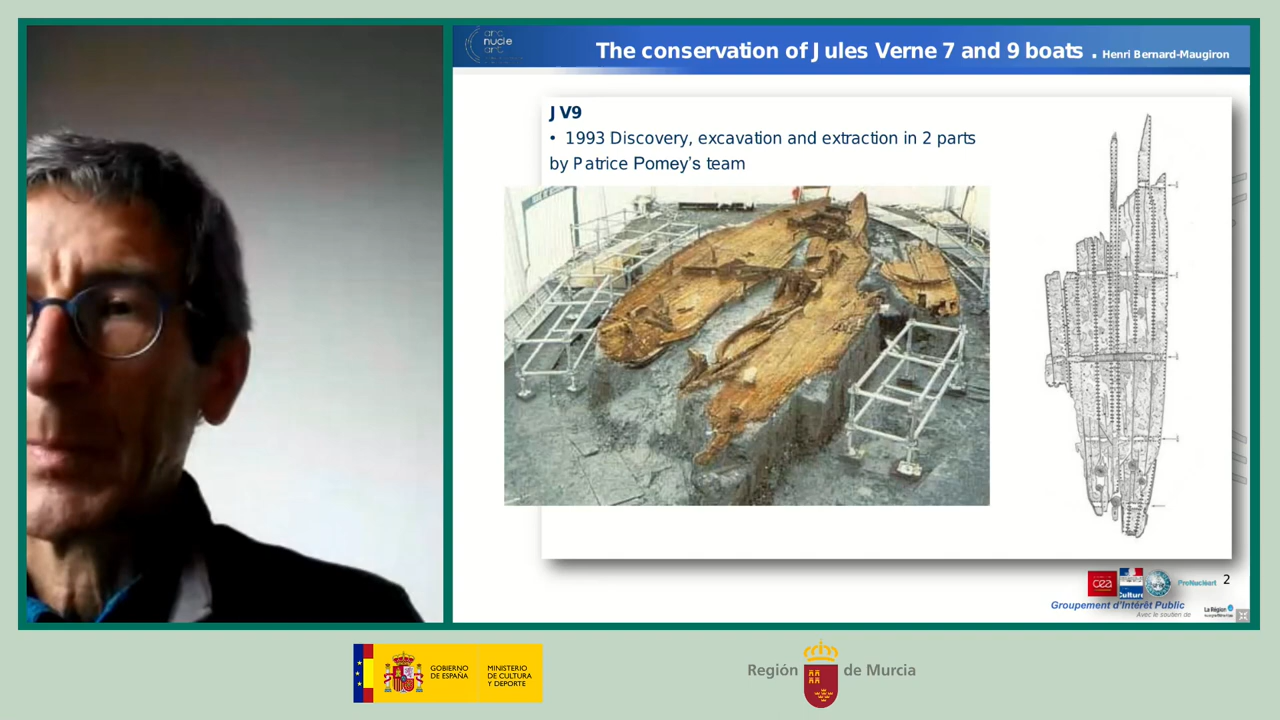 arc
nucle
art
The conservation of Jules Verne 7 and 9 boats . Henri Bernard-Maugiron
JV9
• 1993 Discovery, excavation and extraction in 2 parts
by Patrice Pomey's team
cea
Culture
ProNucléart
2
Groupement d'Intérêt Public
Avec le soutien de
La Région
GOBIERNO
DE ESPAÑA
MINISTERIO
DE CULTURA
Y DEPORTE
Región de Murcia